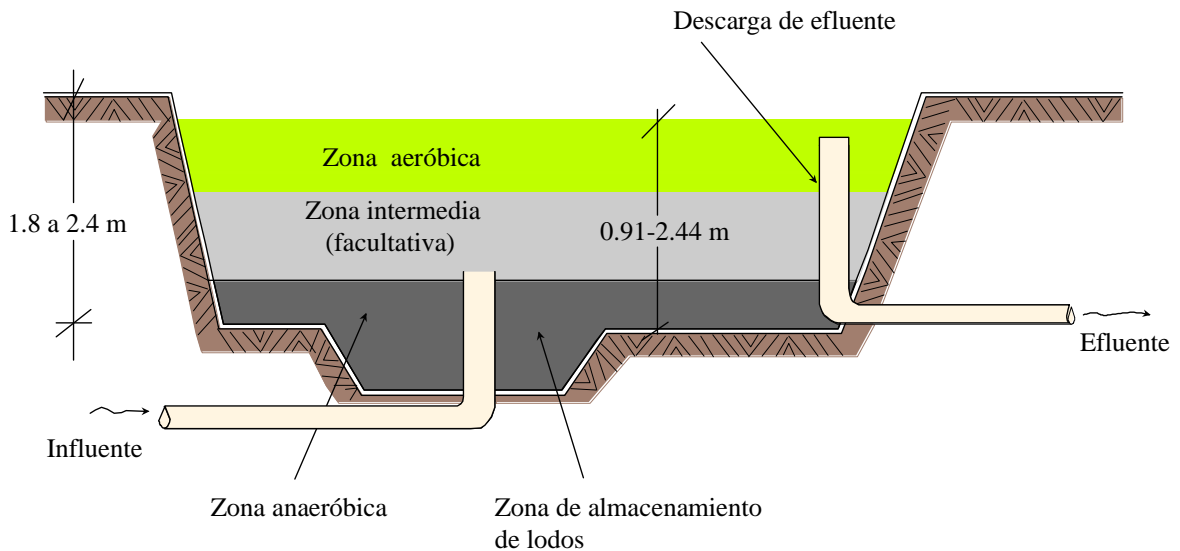 Descarga de efluente
Zona aeróbica
Zona intermedia
(facultativa)
1.8 a 2.4 m
0.91-2.44 m
Efluente
Influente
Zona anaeróbica
Zona de almacenamiento
de lodos